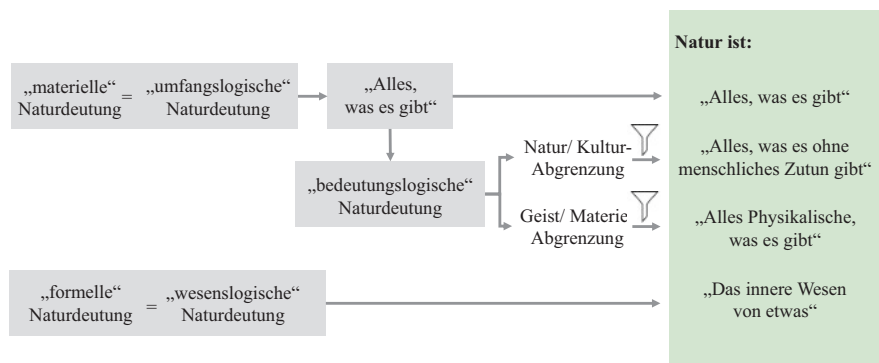 Natur ist:
„materielle“ = „umfangslogische“
Naturdeutung Naturdeutung
„Alles,
was es gibt“
„Alles, was es gibt“
„bedeutungslogische“
Naturdeutung
Natur/ Kultur-
Abgrenzung
„Alles, was es ohne
menschliches Zutun gibt“
Geist/ Materie
Abgrenzung
„Alles Physikalische,
was es gibt“
„formelle“ = „wesenslogische“
Naturdeutung Naturdeutung
„Das innere Wesen
von etwas“